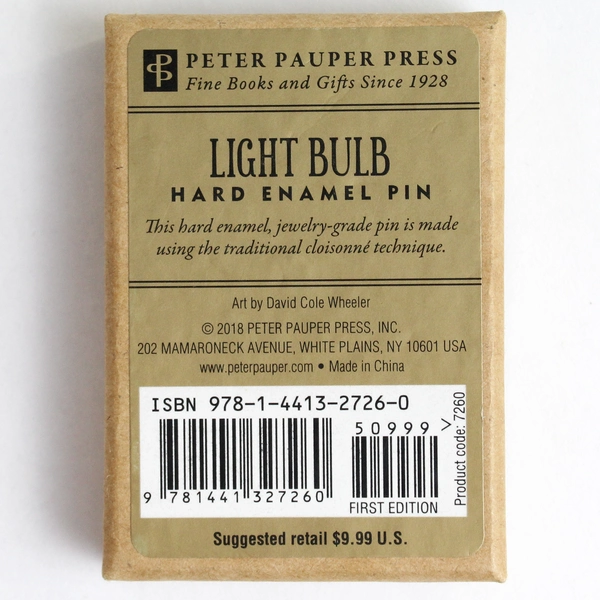 PETER PAUPER PRESS
Fine Books and Gifts Since 1928
LIGHT BULB
HARD ENAMEL PIN
This hard enamel, jewelry-grade pin is made
using the traditional cloisonné technique.
Art by David Cole Wheeler
© 2018 PETER PAUPER PRESS, INC.
202 MAMARONECK AVENUE, WHITE PLAINS, NY 10601 USA
www.peterpauper.com • Made in China
ISBN 978-1-4413-2726-0
50999 >
9 781441 327260
FIRST EDITION
Product code: 7260
Suggested retail $9.99 U.S.